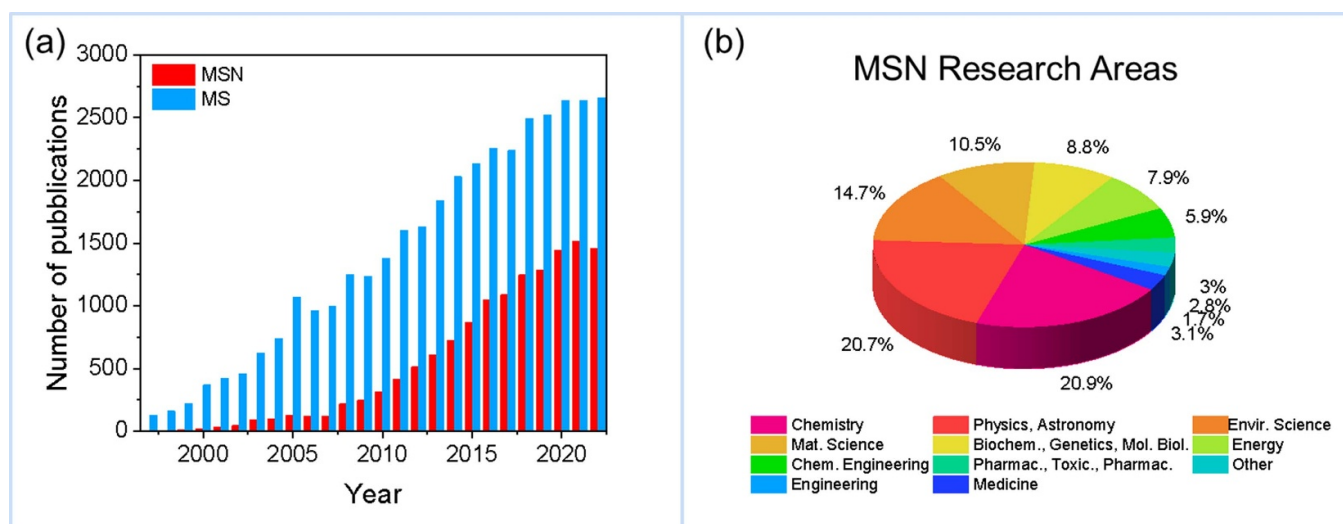 (a)
3000
2500
2000
1500
1000
500
0
Number of pubblications
MSN
MS
2000 2005 2010 2015 2020
Year
(b)
MSN Research Areas
10.5%
8.8%
7.9%
14.7%
5.9%
3%
2.8%
1.7%
3.1%
20.7%
20.9%
Chemistry Physics, Astronomy Envir. Science
Mat. Science Biochem., Genetics, Mol. Biol. Energy
Chem. Engineering Pharmac., Toxic., Pharmac. Other
Engineering Medicine